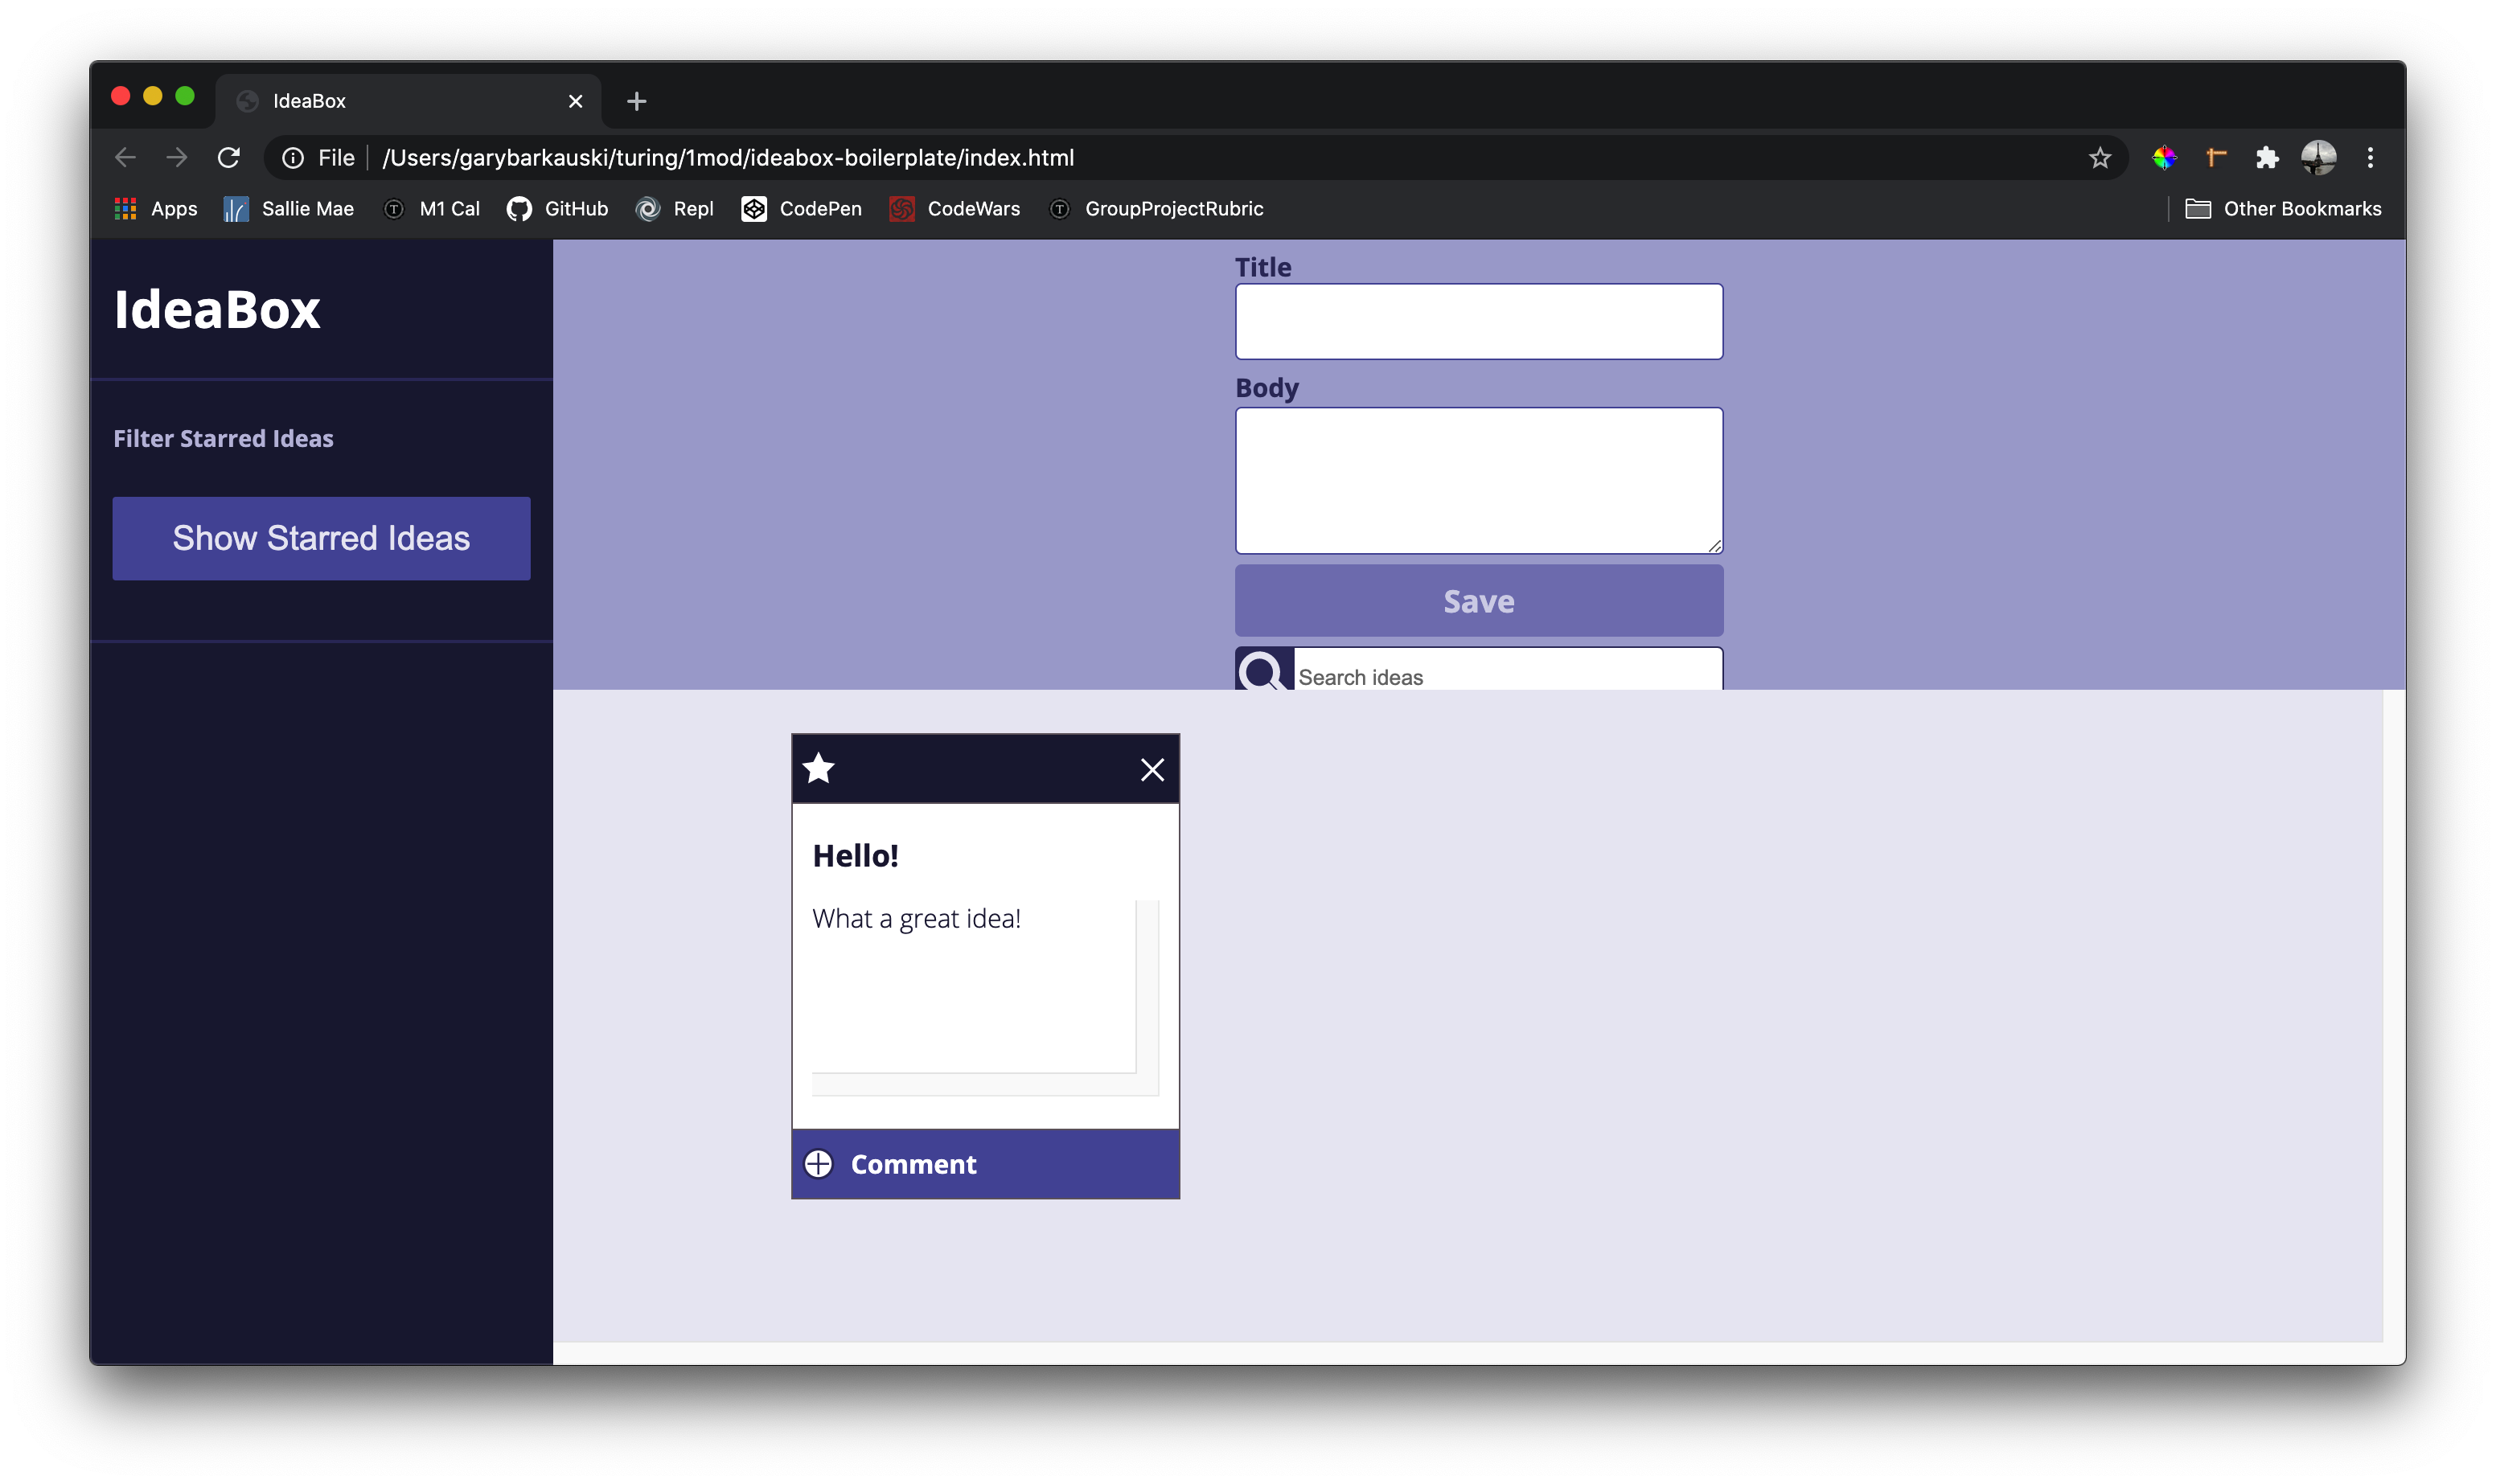 IdeaBox
File /Users/garybarkauski/turing/1mod/ideabox-boilerplate/index.html
Apps Sallie Mae M1 Cal GitHub Repl CodePen CodeWars GroupProjectRubric Other Bookmarks
IdeaBox
Filter Starred Ideas
Show Starred Ideas
Title
Body
Save
Search ideas
Hello!
What a great idea!
Comment